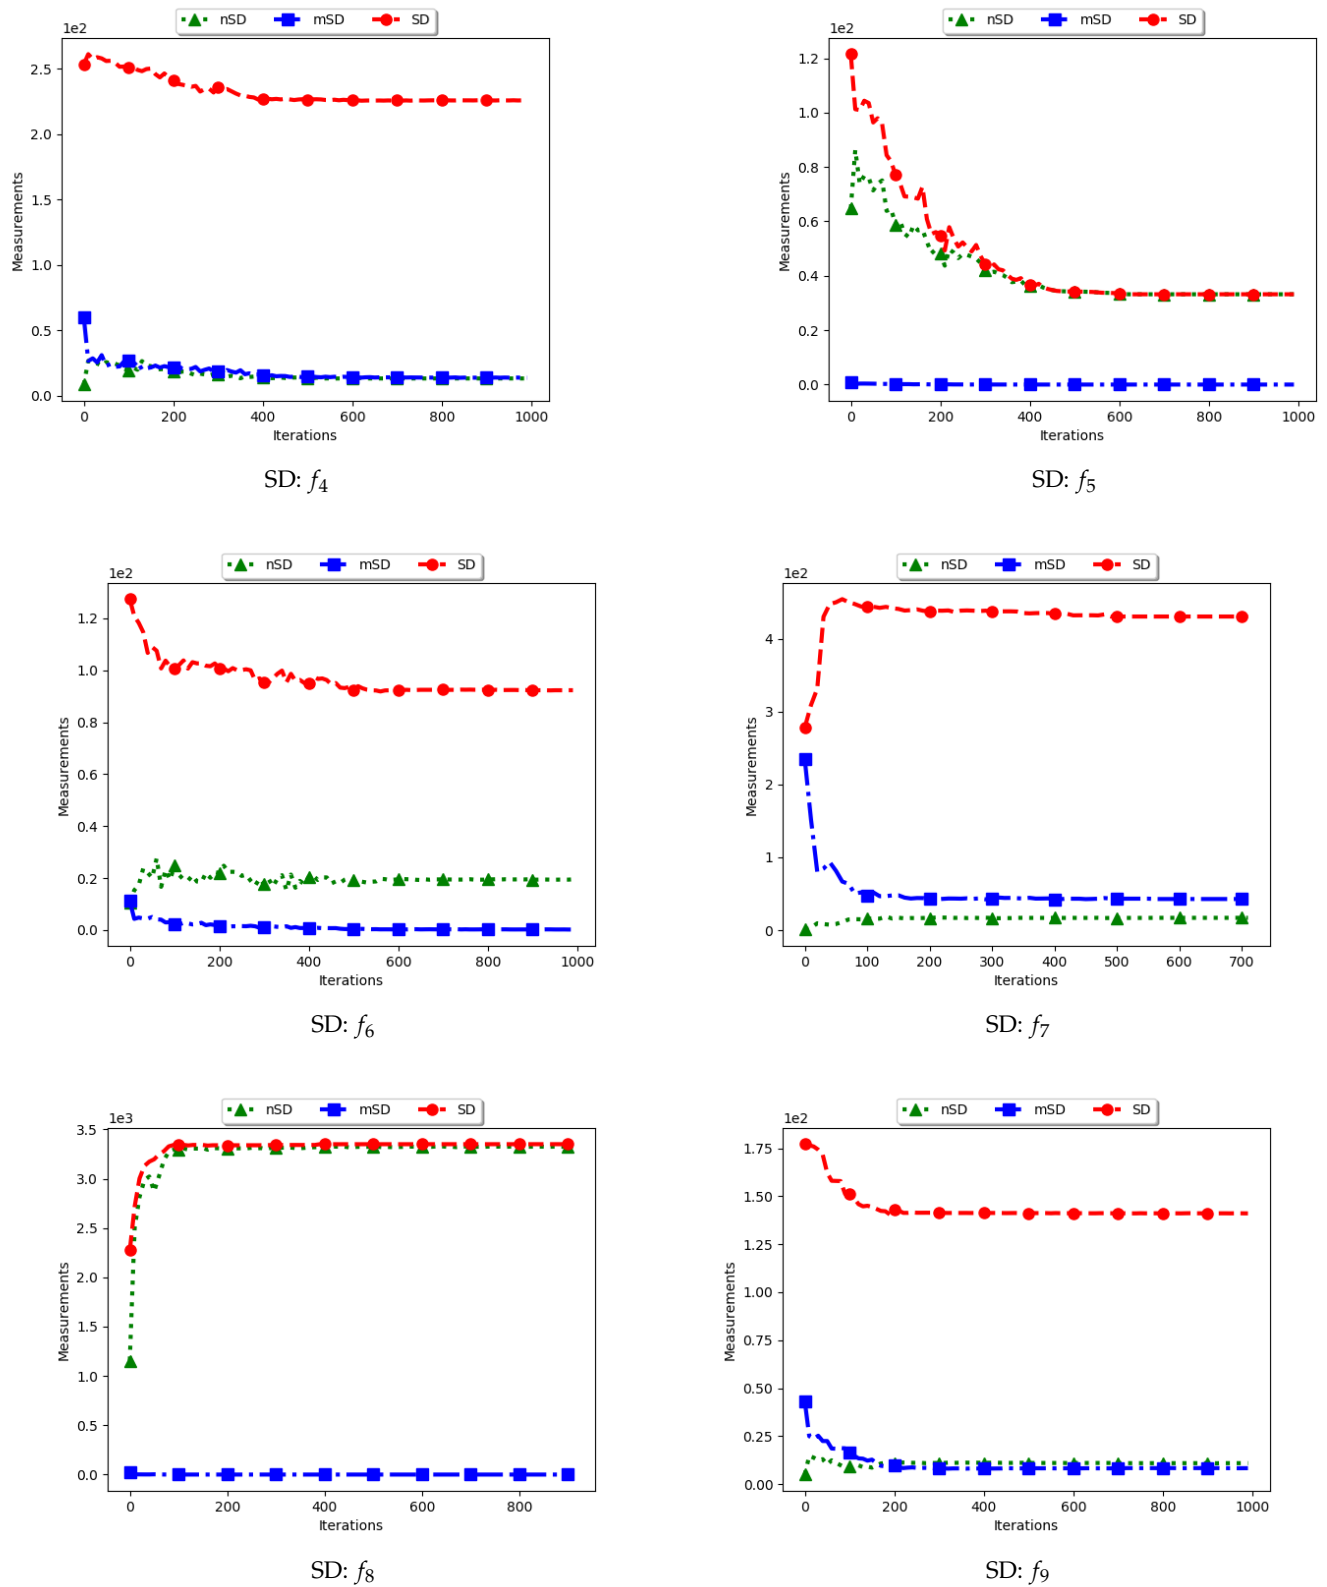 nSD mSD SD
1e2
2.5
2.0
1.5
1.0
0.5
0.0
Measurements
0 200 400 600 800 1000
Iterations
SD: f4
nSD mSD SD
1e2
1.2
1.0
0.8
0.6
0.4
0.2
0.0
Measurements
0 200 400 600 800 1000
Iterations
SD: f5
nSD mSD SD
1e2
1.2
1.0
0.8
0.6
0.4
0.2
0.0
Measurements
0 200 400 600 800 1000
Iterations
SD: f6
nSD mSD SD
1e2
4
3
2
1
0
Measurements
0 100 200 300 400 500 600 700
Iterations
SD: f7
nSD mSD SD
1e3
3.5
3.0
2.5
2.0
1.5
1.0
0.5
0.0
Measurements
0 200 400 600 800
Iterations
SD: f8
nSD mSD SD
1e2
1.75
1.50
1.25
1.00
0.75
0.50
0.25
0.00
Measurements
0 200 400 600 800 1000
Iterations
SD: f9